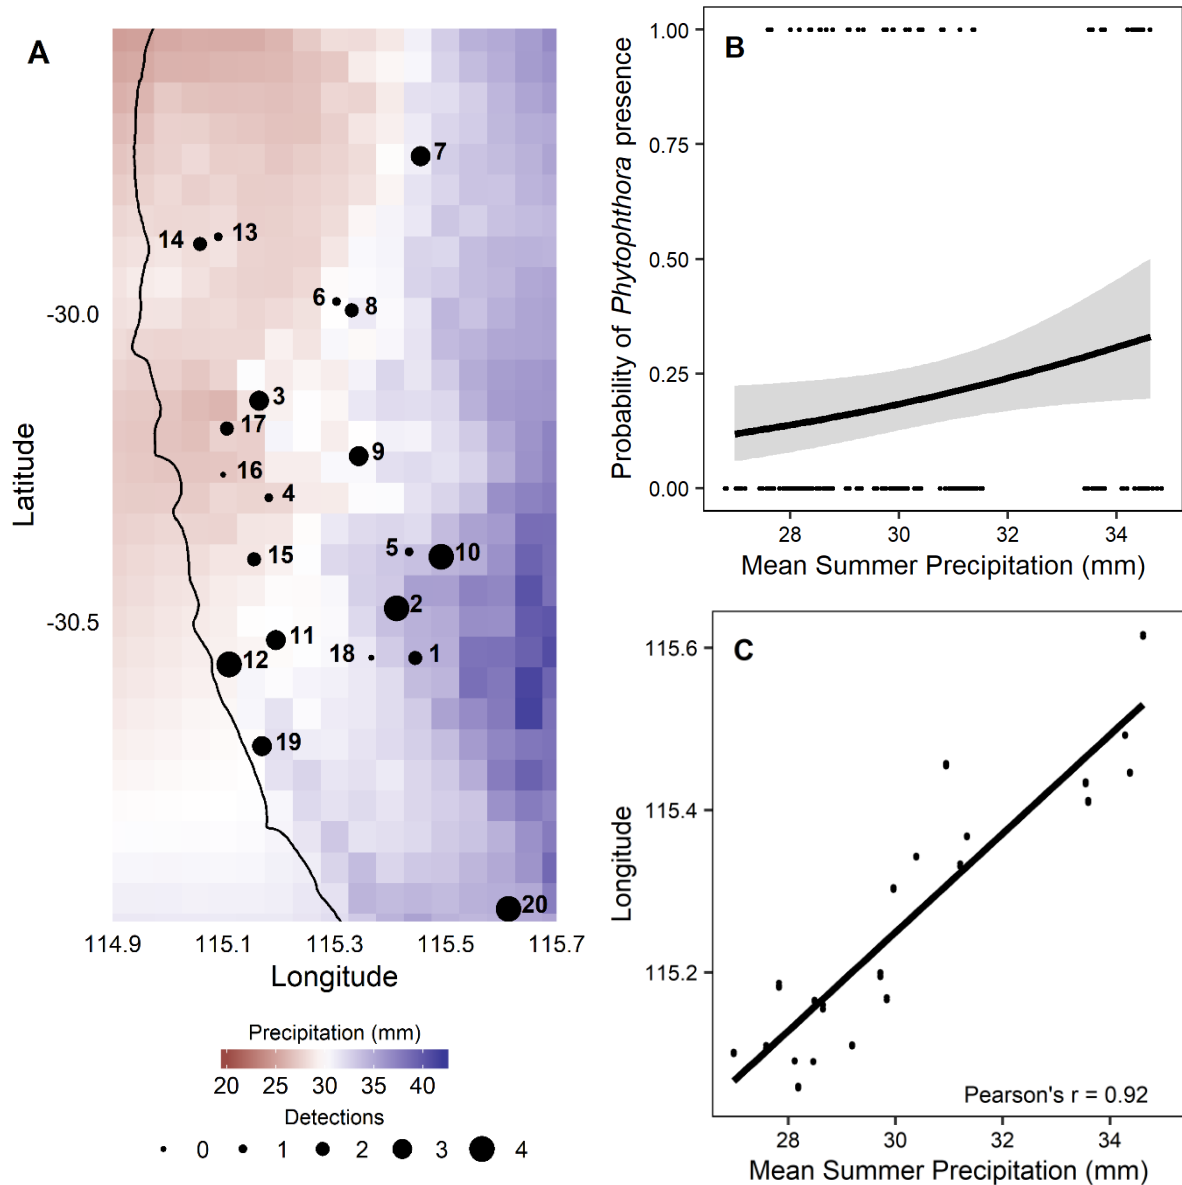 A
7
14
13
6
8
3
17
9
16
4
15
5
10
2
11
18
1
12
19
20
-30.0
-30.5
Latitude
114.9 115.1 115.3 115.5 115.7
Longitude
Precipitation (mm)
20 25 30 35 40
Detections
0 1 2 3 4
B
1.00
0.75
0.50
0.25
0.00
Probability of Phytophthora presence
28 30 32 34
Mean Summer Precipitation (mm)
C
115.6
115.4
115.2
Longitude
Pearson's r = 0.92
28 30 32 34
Mean Summer Precipitation (mm)